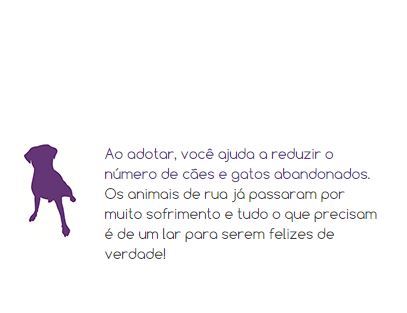 Ao adotar, você ajuda a reduzir o
número de cães e gatos abandonados.
Os animais de rua já passaram por
muito sofrimento e tudo o que precisam
é de um lar para serem felizes de
verdade!